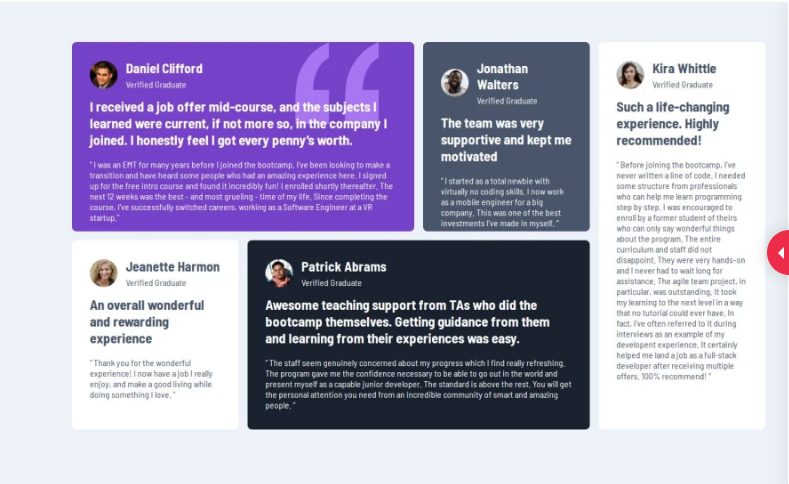 Daniel Clifford
Verified Graduate
I received a job offer mid-course, and the subjects I
learned were current, if not more so, in the company I
joined. I honestly feel I got every penny's worth.
" I was an EMT for many years before I joined the bootcamp. I've been looking to make a
transition and have heard some people who had an amazing experience here. I signed
up for the free intro course and found it incredibly fun! I enrolled shortly thereafter. The
next 12 weeks was the best - and most grueling - time of my life. Since completing the
course, I've successfully switched careers, working as a Software Engineer at a VR
startup."
Jonathan
Walters
Verified Graduate
The team was very
supportive and kept me
motivated
" I started as a total newbie with
virtually no coding skills. I now work
as a mobile engineer for a big
company. This was one of the best
investments I've made in myself. "
Kira Whittle
Verified Graduate
Such a life-changing
experience. Highly
recommended!
" Before joining the bootcamp, I've
never written a line of code. I needed
some structure from professionals
who can help me learn programming
step by step. I was encouraged to
enroll by a former student of theirs
who can only say wonderful things
about the program. The entire
curriculum and staff did not
disappoint. They were very hands-on
and I never had to wait long for
assistance. The agile team project, in
particular, was outstanding. It took
my learning to the next level in a way
that no tutorial could ever have. In
fact, I've often referred to it during
interviews as an example of my
developent experience. It certainly
helped me land a job as a full-stack
developer after receiving multiple
offers. 100% recommend! "
Jeanette Harmon
Verified Graduate
An overall wonderful
and rewarding
experience
" Thank you for the wonderful
experience! I now have a job I really
enjoy, and make a good living while
doing something I love. "
Patrick Abrams
Verified Graduate
Awesome teaching support from TAs who did the
bootcamp themselves. Getting guidance from them
and learning from their experiences was easy.
" The staff seem genuinely concerned about my progress which I find really refreshing.
The program gave me the confidence necessary to be able to go out in the world and
present myself as a capable junior developer. The standard is above the rest. You will get
the personal attention you need from an incredible community of smart and amazing
people. "